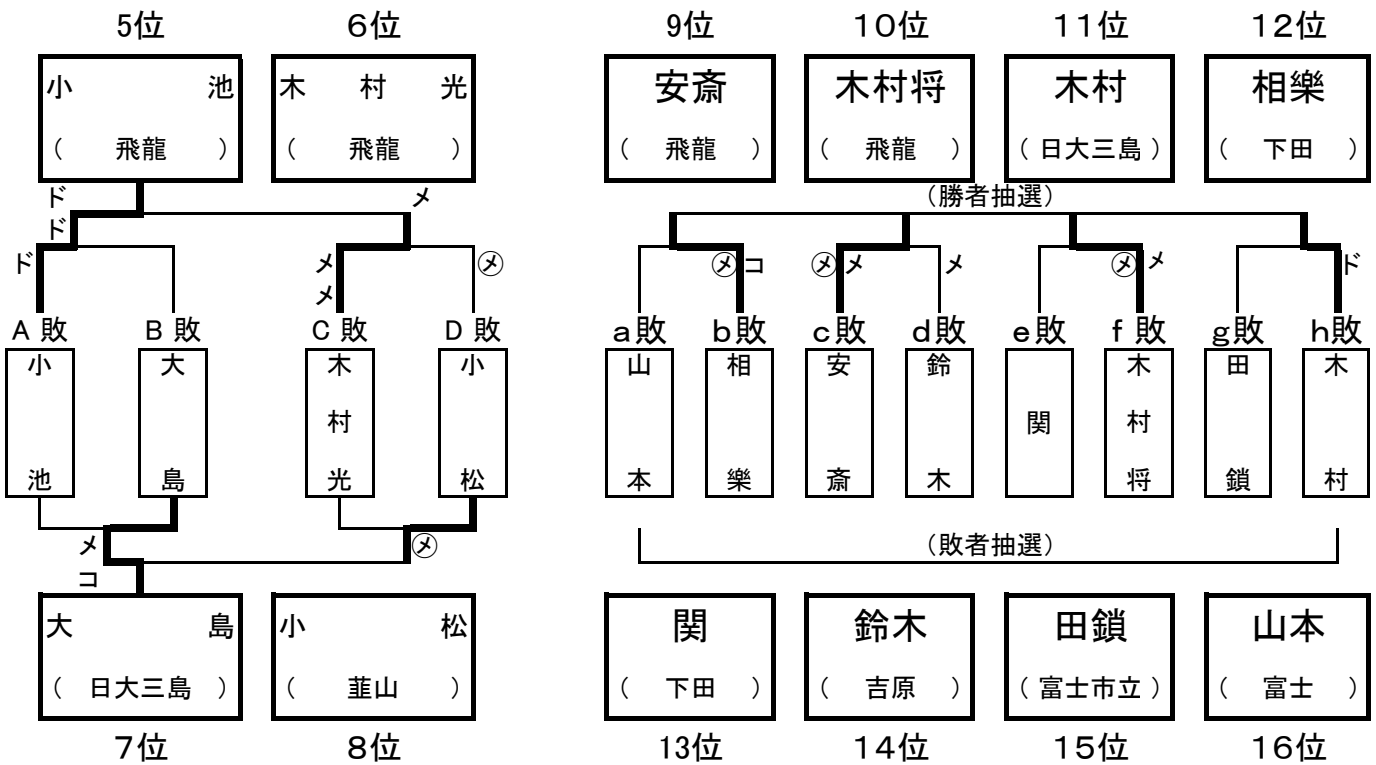 5位 6位 9位 10位 11位 12位
小 池 木 村 光 安斎 木村将 木村 相樂
( 飛龍 ) ( 飛龍 ) ( 飛龍 ) ( 飛龍 ) ( 日大三島 ) ( 下田 )
ド メ (勝者抽選)
ド
ド メ ㋱ ㋱ コ ㋱ メ メ ㋱ メ ド
メ
A 敗 B 敗 C 敗 D 敗 a敗 b敗 c敗 d敗 e敗 f敗 g敗 h敗
小池 大島 木村光 小松 山本 相樂 安斎 鈴木 関 木村将 田鎖 木村
メ ㋱ (敗者抽選)
コ
大 島 小 松 関 鈴木 田鎖 山本
( 日大三島 ) ( 韮山 ) ( 下田 ) ( 吉原 ) ( 富士市立 ) ( 富士 )
7位 8位 13位 14位 15位 16位